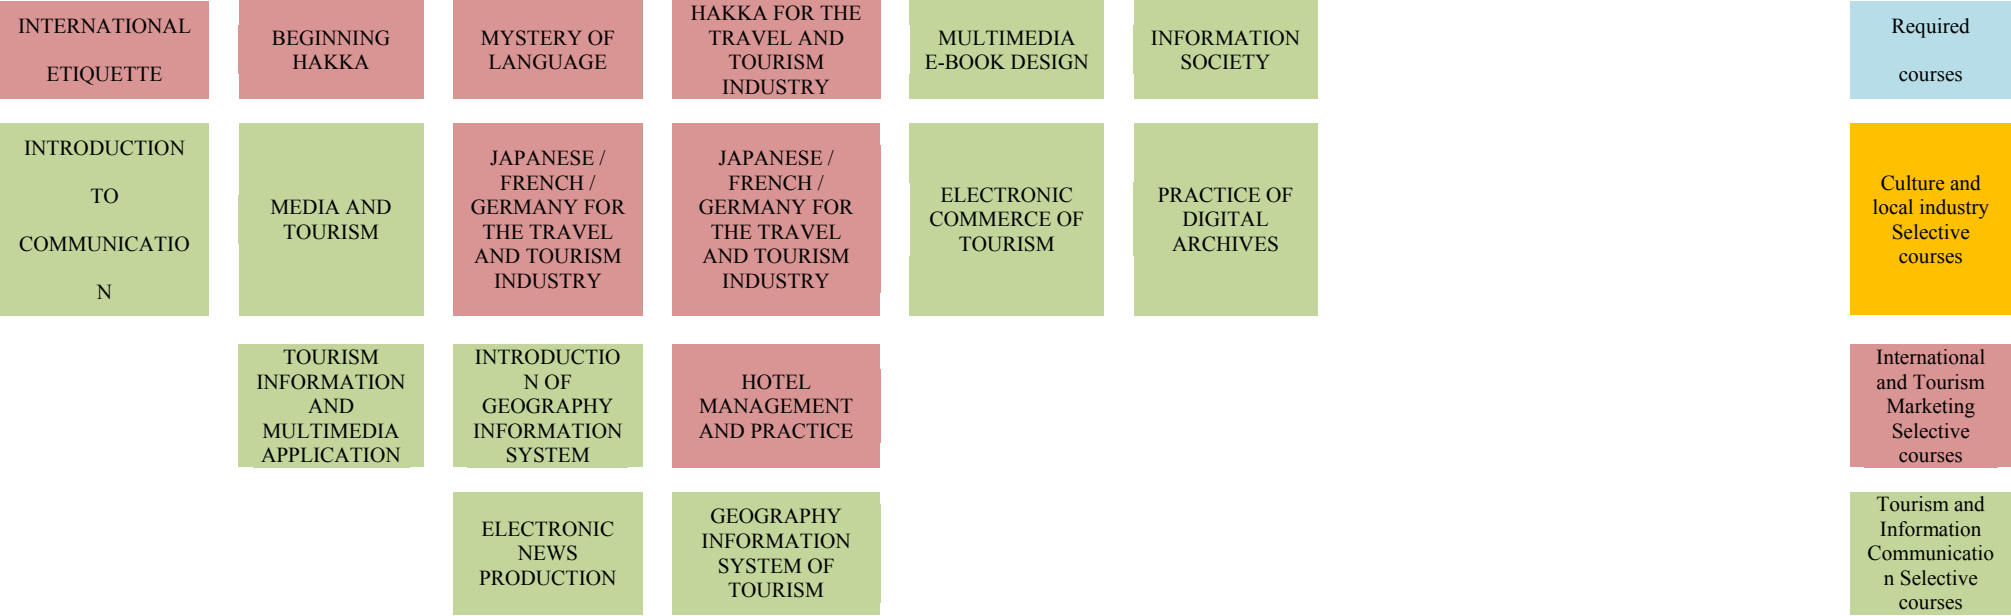 INTERNATIONAL
ETIQUETTE
BEGINNING
HAKKA
MYSTERY OF
LANGUAGE
HAKKA FOR THE
TRAVEL AND
TOURISM
INDUSTRY
MULTIMEDIA
E-BOOK DESIGN
INFORMATION
SOCIETY
Required
courses
INTRODUCTION
TO
COMMUNICATIO
N
MEDIA AND
TOURISM
JAPANESE /
FRENCH /
GERMANY FOR
THE TRAVEL
AND TOURISM
INDUSTRY
JAPANESE /
FRENCH /
GERMANY FOR
THE TRAVEL
AND TOURISM
INDUSTRY
ELECTRONIC
COMMERCE OF
TOURISM
PRACTICE OF
DIGITAL
ARCHIVES
Culture and
local industry
Selective
courses
TOURISM
INFORMATION
AND
MULTIMEDIA
APPLICATION
INTRODUCTIO
N OF
GEOGRAPHY
INFORMATION
SYSTEM
HOTEL
MANAGEMENT
AND PRACTICE
International
and Tourism
Marketing
Selective
courses
ELECTRONIC
NEWS
PRODUCTION
GEOGRAPHY
INFORMATION
SYSTEM OF
TOURISM
Tourism and
Information
Communicatio
n Selective
courses